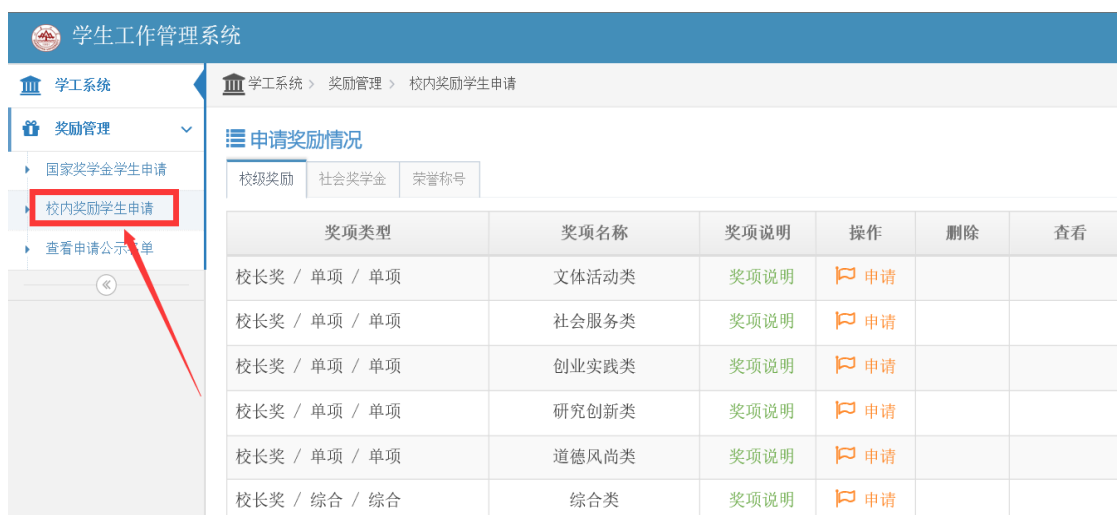 学生工作管理系统
学工系统
奖励管理
国家奖学金学生申请
校内奖励学生申请
查看申请公示名单
学工系统 > 奖励管理 > 校内奖励学生申请
申请奖励情况
校级奖励 社会奖学金 荣誉称号
奖项类型 奖项名称 奖项说明 操作 删除 查看
校长奖 / 单项 / 单项 文体活动类 奖项说明 申请
校长奖 / 单项 / 单项 社会服务类 奖项说明 申请
校长奖 / 单项 / 单项 创业实践类 奖项说明 申请
校长奖 / 单项 / 单项 研究创新类 奖项说明 申请
校长奖 / 单项 / 单项 道德风尚类 奖项说明 申请
校长奖 / 综合 / 综合 综合类 奖项说明 申请